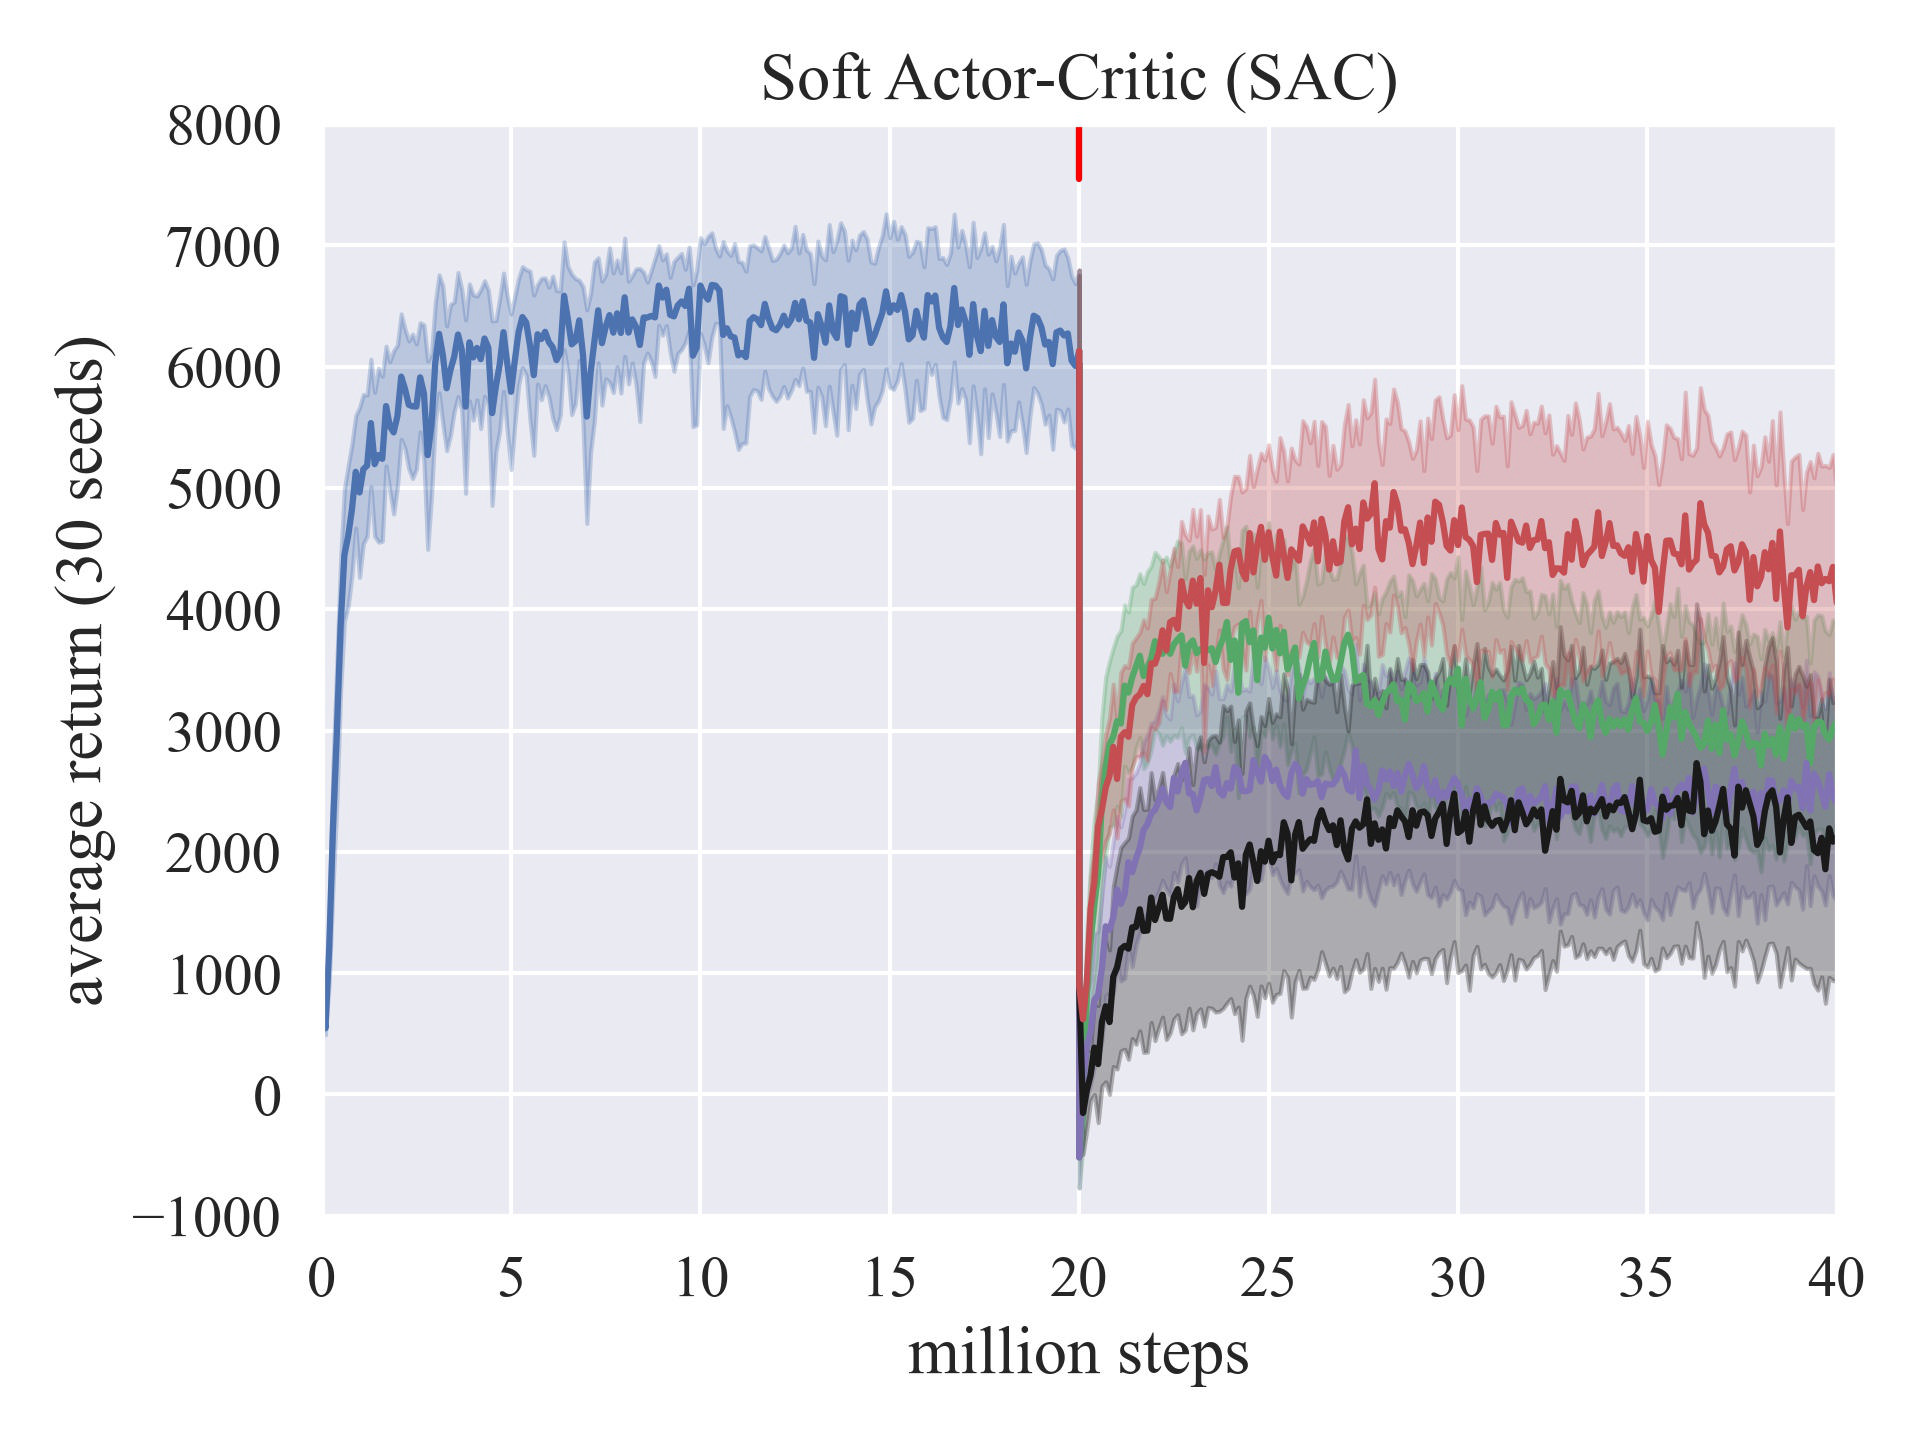 Soft Actor-Critic (SAC)
8000
7000
6000
5000
4000
3000
2000
1000
0
−1000
average return (30 seeds)
0 5 10 15 20 25 30 35 40
million steps